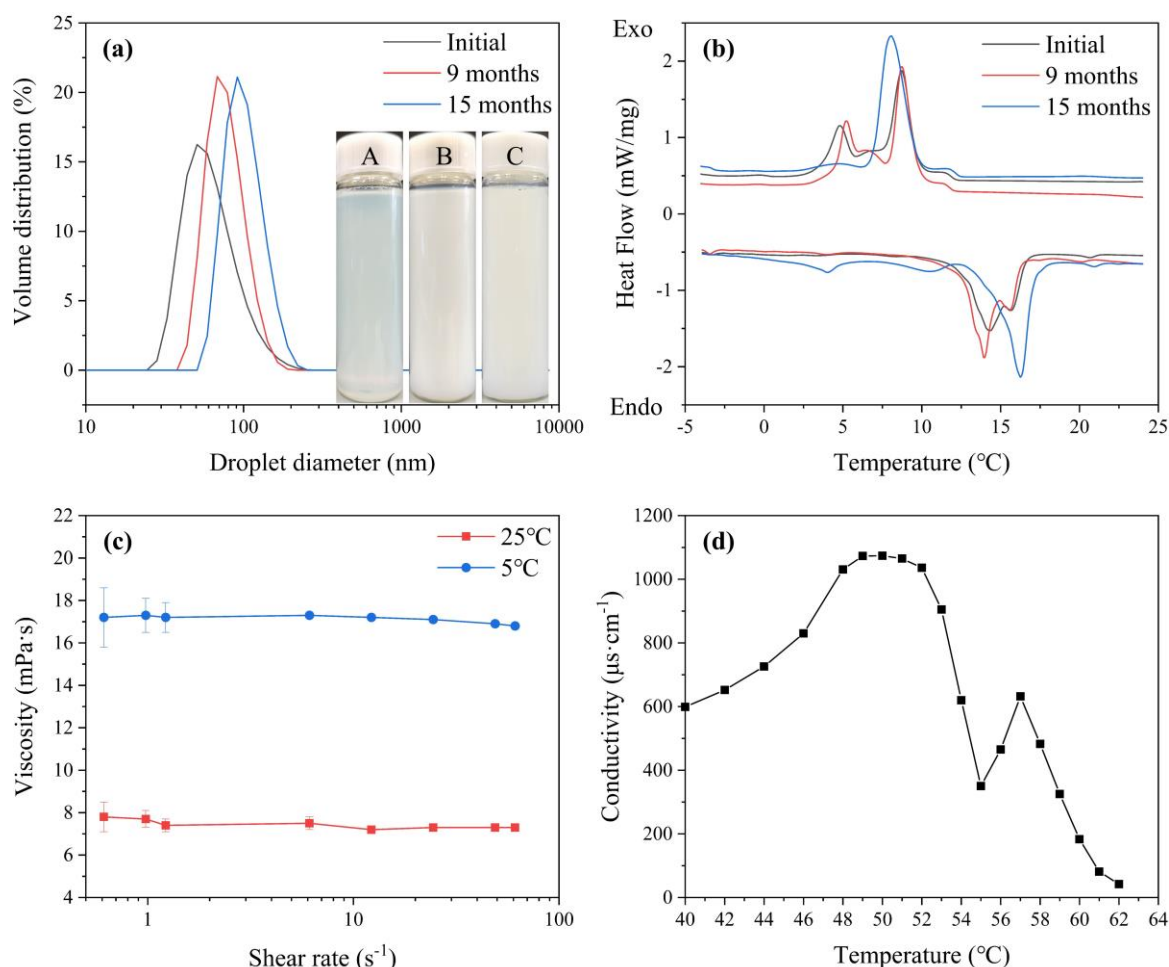 25
20
15
10
5
0
Volume distribution (%)
(a)
Initial
9 months
15 months
A
B
C
10
100
1000
10000
Droplet diameter (nm)
Exo
2
1
0
-1
-2
Endo
Heat Flow (mW/mg)
(b)
Initial
9 months
15 months
-5
0
5
10
15
20
25
Temperature (℃)
22
20
18
16
14
12
10
8
6
4
Viscosity (mPa·s)
(c)
25℃
5℃
1
10
100
Shear rate (s⁻¹)
1200
1000
800
600
400
200
0
Conductivity (μs·cm⁻¹)
(d)
40
42
44
46
48
50
52
54
56
58
60
62
64
Temperature (℃)